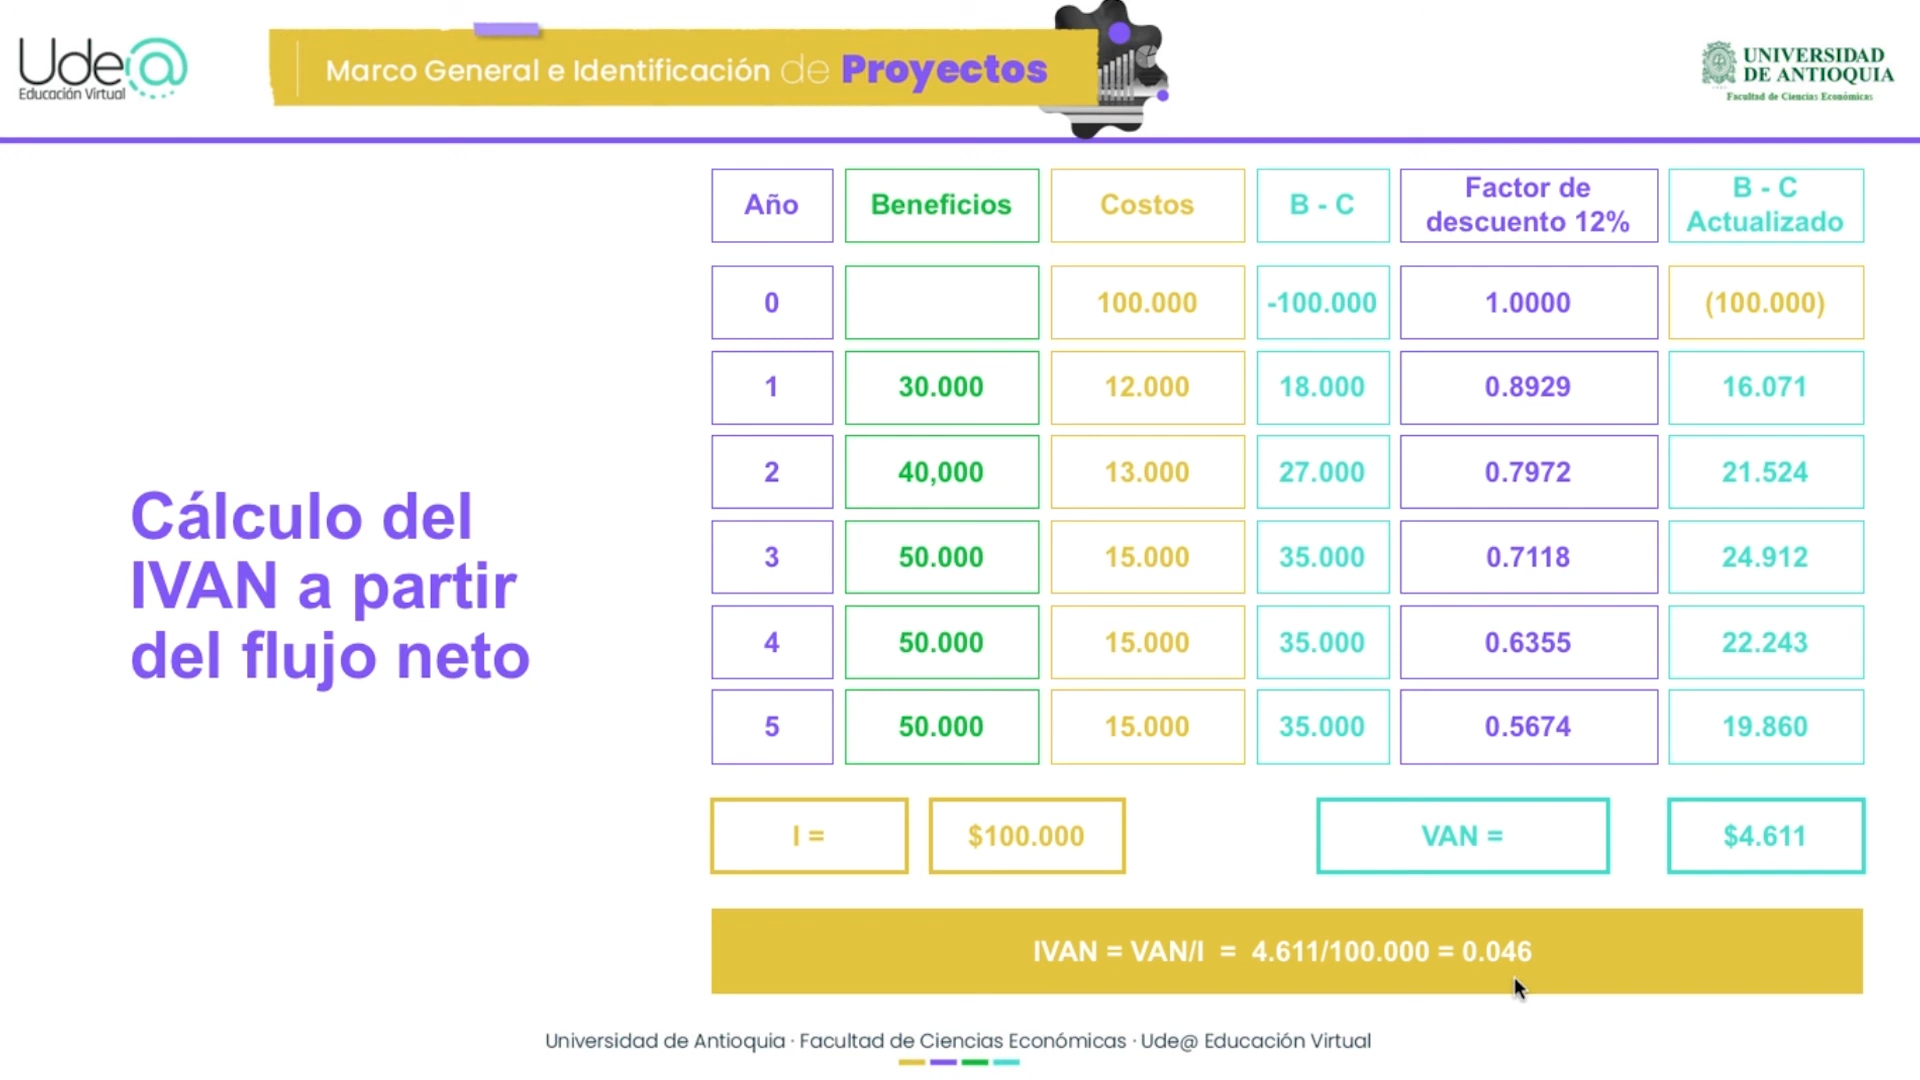 Ude@
Educación Virtual
Marco General e Identificación de Proyectos
UNIVERSIDAD
DE ANTIOQUIA
Facultad de Ciencias Económicas
Cálculo del
IVAN a partir
del flujo neto
Año Beneficios Costos B - C Factor de descuento 12% B - C Actualizado
0 100.000 -100.000 1.0000 (100.000)
1 30.000 12.000 18.000 0.8929 16.071
2 40,000 13.000 27.000 0.7972 21.524
3 50.000 15.000 35.000 0.7118 24.912
4 50.000 15.000 35.000 0.6355 22.243
5 50.000 15.000 35.000 0.5674 19.860
I = $100.000 VAN = $4.611
IVAN = VAN/I = 4.611/100.000 = 0.046
Universidad de Antioquia · Facultad de Ciencias Económicas · Ude@ Educación Virtual